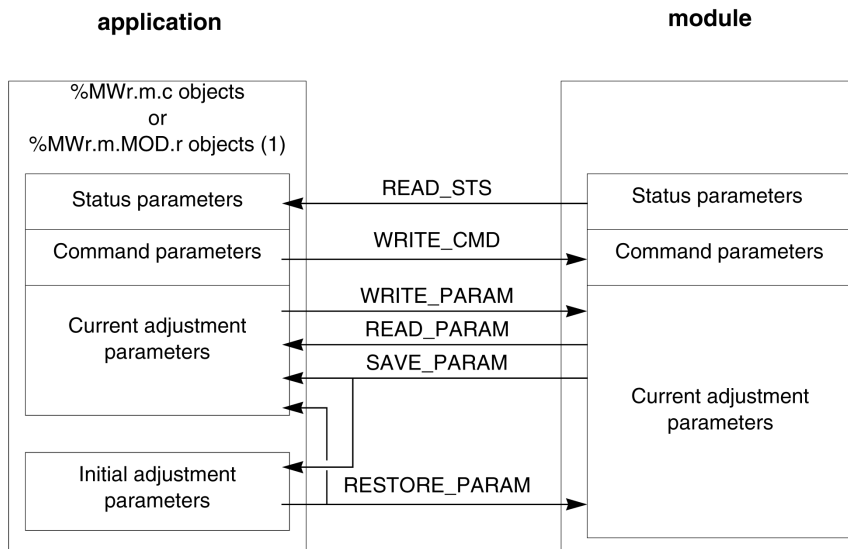 application
module
%MWr.m.c objects
or
%MWr.m.MOD.r objects (1)
Status parameters
READ_STS
Status parameters
Command parameters
WRITE_CMD
Command parameters
WRITE_PARAM
Current adjustment
parameters
READ_PARAM
SAVE_PARAM
Current adjustment
parameters
Initial adjustment
parameters
RESTORE_PARAM